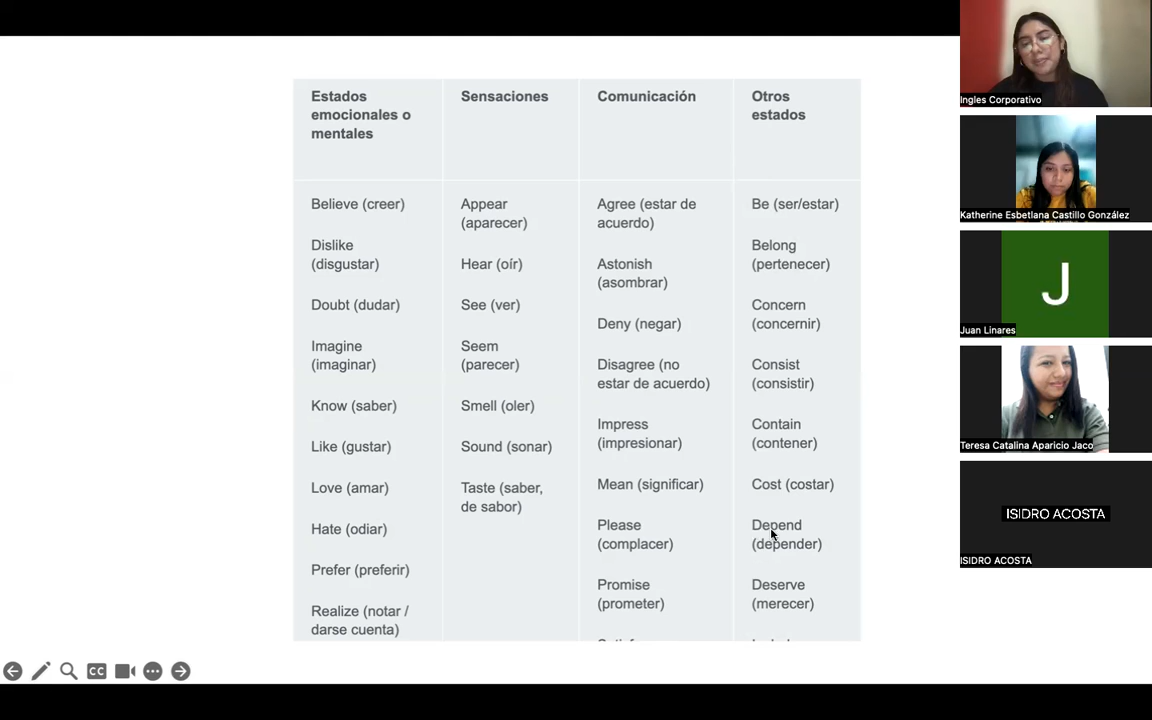 Estados
emocionales o
mentales
Sensaciones
Comunicación
Otros
estados
Believe (creer)
Dislike
(disgustar)
Doubt (dudar)
Imagine
(imaginar)
Know (saber)
Like (gustar)
Love (amar)
Hate (odiar)
Prefer (preferir)
Realize (notar /
darse cuenta)
Appear
(aparecer)
Hear (oír)
See (ver)
Seem
(parecer)
Smell (oler)
Sound (sonar)
Taste (saber,
de sabor)
Agree (estar de
acuerdo)
Astonish
(asombrar)
Deny (negar)
Disagree (no
estar de acuerdo)
Impress
(impresionar)
Mean (significar)
Please
(complacer)
Promise
(prometer)
Be (ser/estar)
Belong
(pertenecer)
Concern
(concernir)
Consist
(consistir)
Contain
(contener)
Cost (costar)
Depend
(depender)
Deserve
(merecer)
CC
Ingles Corporativo
Katherine Esbetlana Castillo González
J
Juan Linares
Teresa Catalina Aparicio Jaco
ISIDRO ACOSTA
ISIDRO ACOSTA